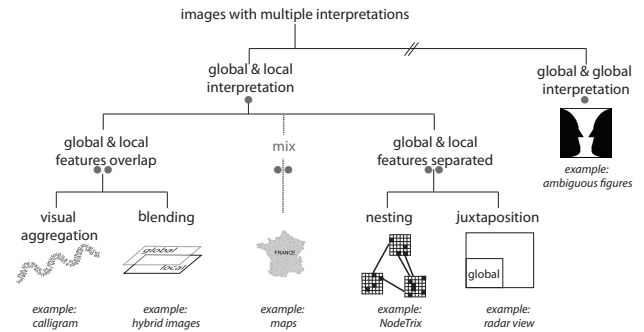 images with multiple interpretations
global & local
interpretation
global & global
interpretation
example:
ambiguous figures
global & local
features overlap
mix
global & local
features separated
visual
aggregation
blending
nesting
juxtaposition
global
local
FRANCE
global
example:
calligram
example:
hybrid images
example:
maps
example:
NodeTrix
example:
radar view